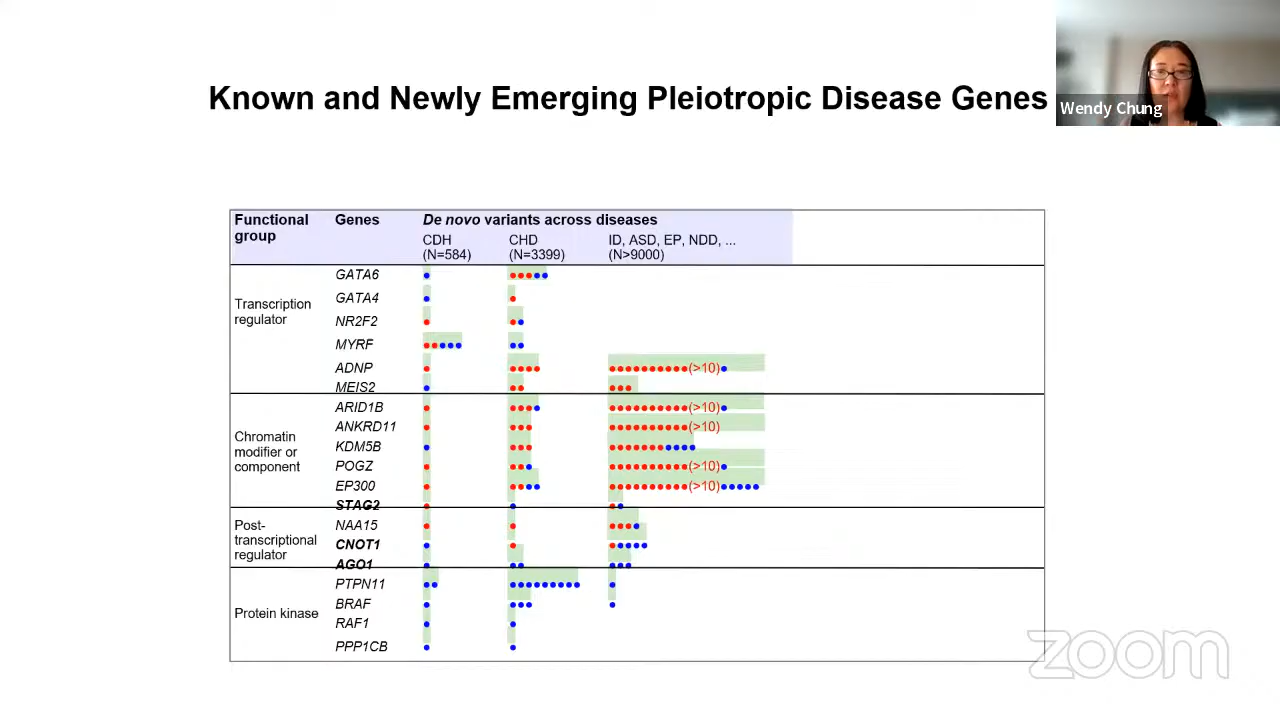 Known and Newly Emerging Pleiotropic Disease Genes
Wendy Chung
Functional group
Genes
De novo variants across diseases
CDH (N=584)
CHD (N=3399)
ID, ASD, EP, NDD, ... (N>9000)
Transcription regulator
GATA6
GATA4
NR2F2
MYRF
ADNP (>10)
MEIS2
Chromatin modifier or component
ARID1B (>10)
ANKRD11 (>10)
KDM5B
POGZ (>10)
EP300 (>10)
STAG2
Post-transcriptional regulator
NAA15
CNOT1
AGO1
Protein kinase
PTPN11
BRAF
RAF1
PPP1CB
zoom